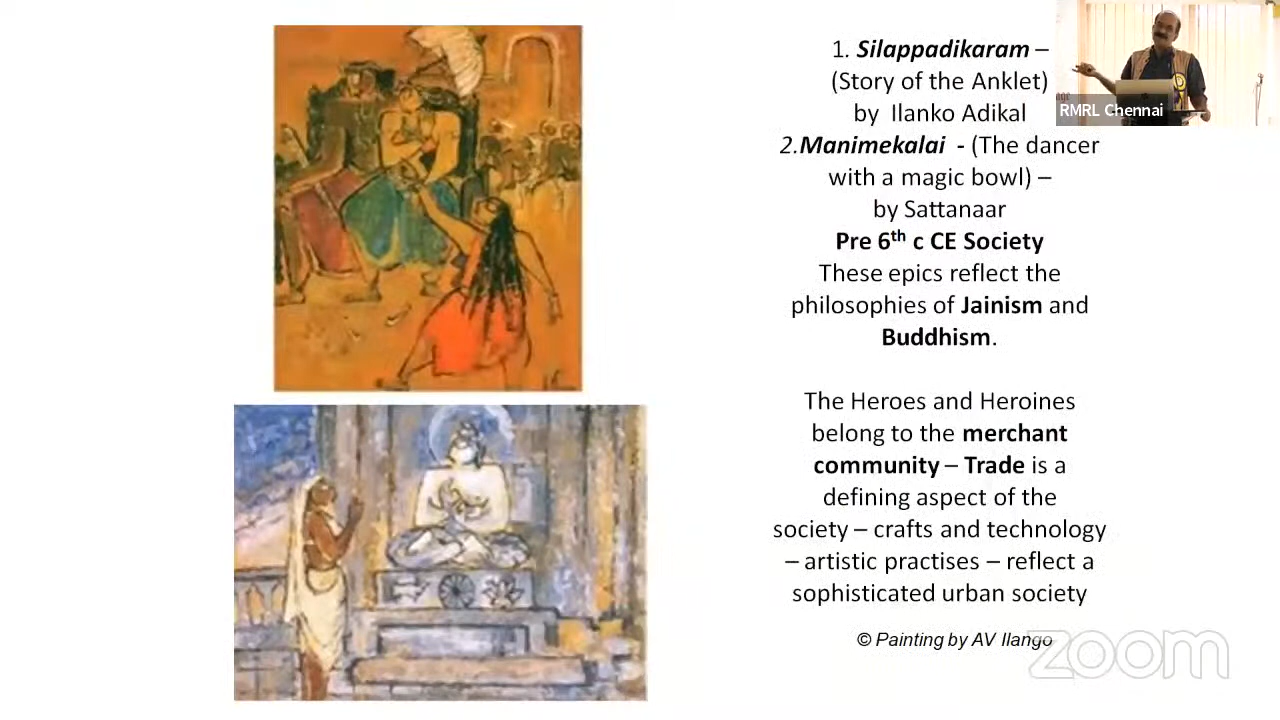 1. Silappadikaram –
(Story of the Anklet)
by Ilanko Adikal
2.Manimekalai - (The dancer
with a magic bowl) –
by Sattanaar
Pre 6th c CE Society
These epics reflect the
philosophies of Jainism and
Buddhism.
The Heroes and Heroines
belong to the merchant
community – Trade is a
defining aspect of the
society – crafts and technology
– artistic practises – reflect a
sophisticated urban society
© Painting by AV Ilango
RMRL Chennai
zoom